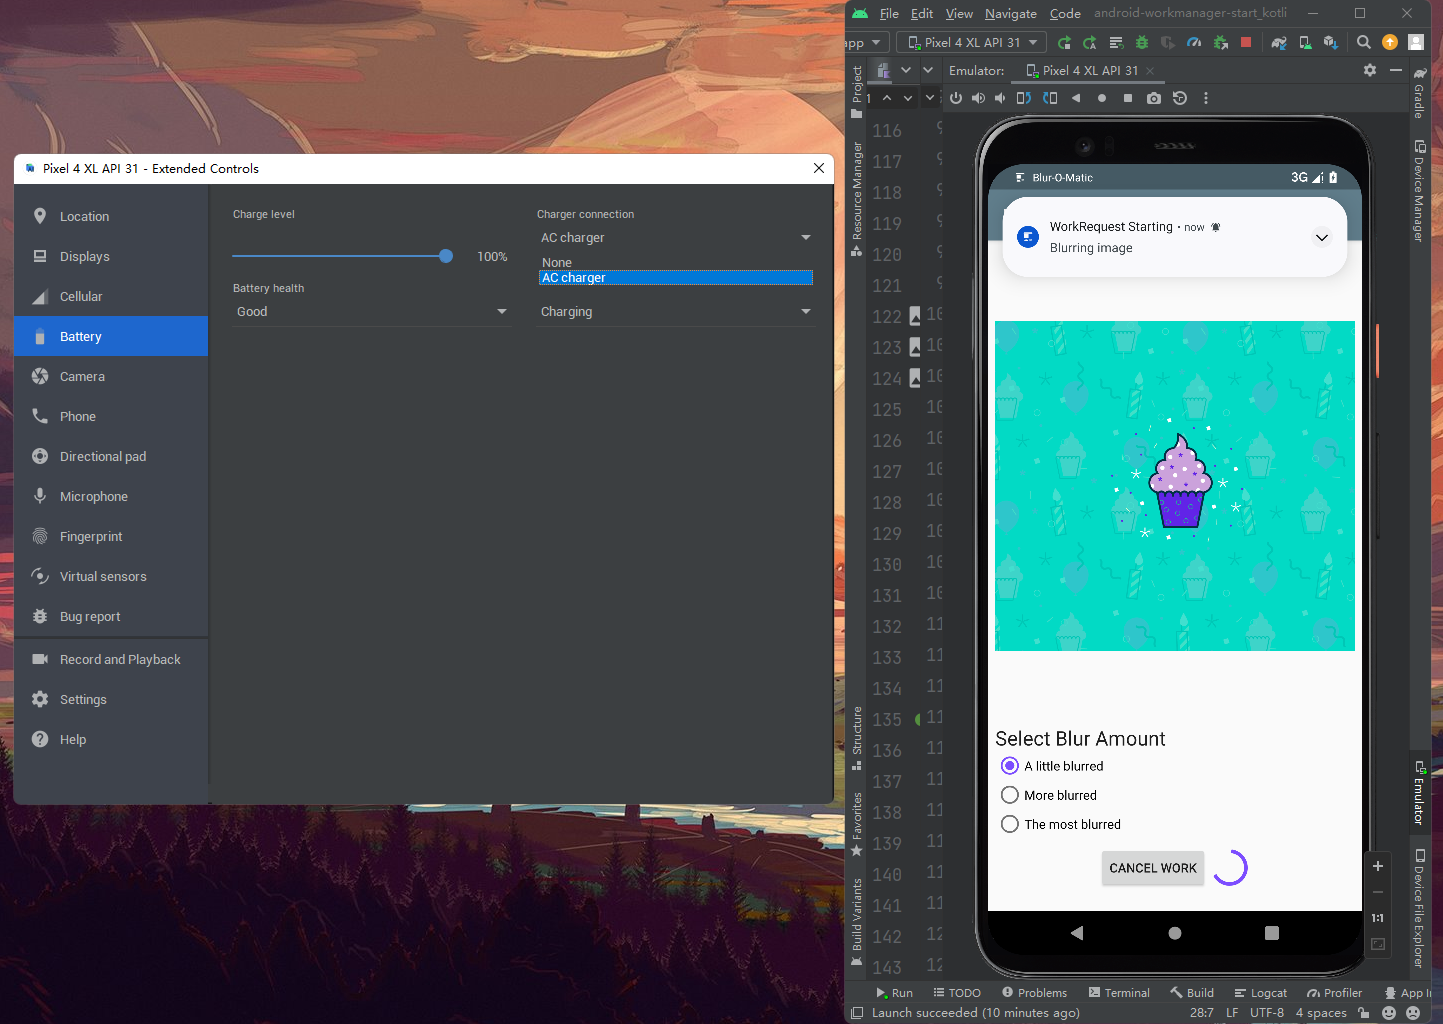 Pixel 4 XL API 31 - Extended Controls
Location
Displays
Cellular
Battery
Camera
Phone
Directional pad
Microphone
Fingerprint
Virtual sensors
Bug report
Record and Playback
Settings
Help
Charge level
100%
Battery health
Good
Charger connection
AC charger
None
AC charger
Charging
File Edit View Navigate Code android-workmanager-start_kotli
app Pixel 4 XL API 31
Emulator: Pixel 4 XL API 31
Project
Resource Manager
Structure
Favorites
Build Variants
1
116
117
118
119
120
121
122
123
124
125
126
127
128
129
130
131
132
133
134
135
136
137
138
139
140
141
142
143
Blur-O-Matic 3G
WorkRequest Starting • now
Blurring image
Select Blur Amount
A little blurred
More blurred
The most blurred
CANCEL WORK
1:1
Gradle
Device Manager
Emulator
Device File Explorer
Run TODO Problems Terminal Build Logcat Profiler App In
Launch succeeded (10 minutes ago) 28:7 LF UTF-8 4 spaces